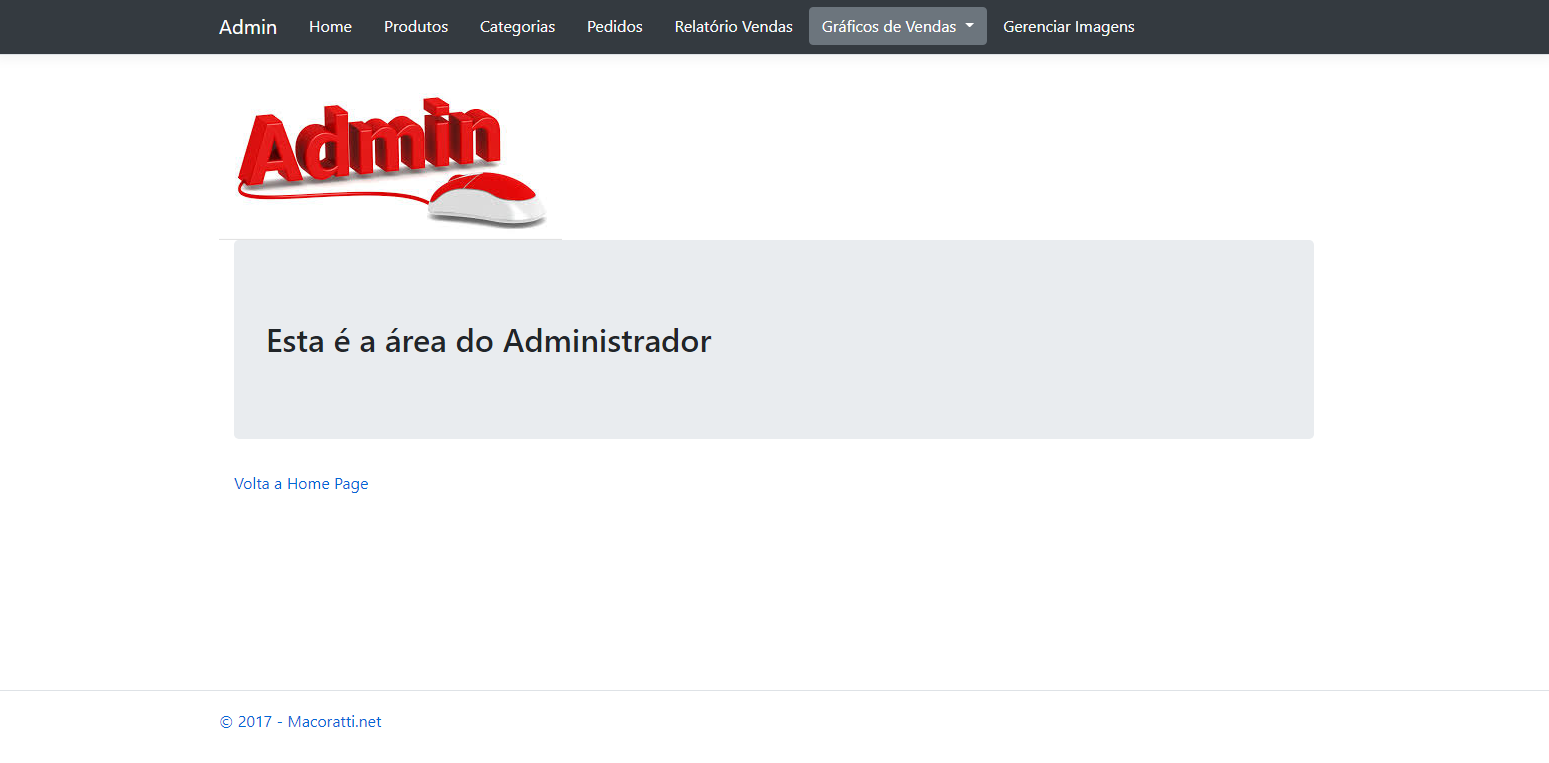 Admin Home Produtos Categorias Pedidos Relatório Vendas Gráficos de Vendas Gerenciar Imagens
Admin
Esta é a área do Administrador
Volta a Home Page
© 2017 - Macoratti.net